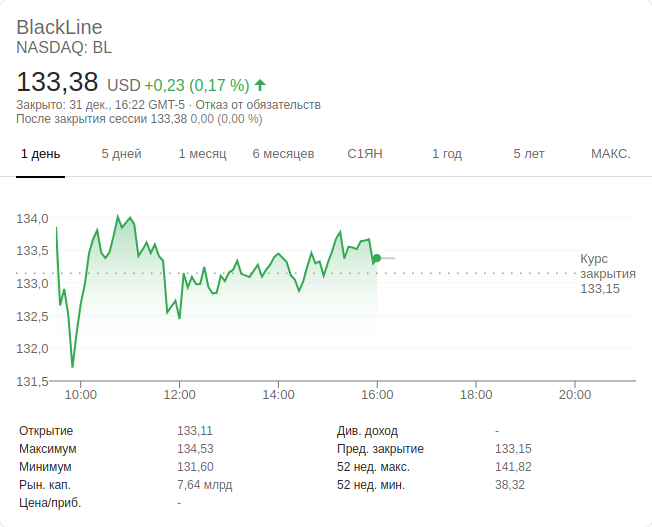 BlackLine
NASDAQ: BL
133,38 USD +0,23 (0,17 %)
Закрыто: 31 дек., 16:22 GMT-5 · Отказ от обязательств
После закрытия сессии 133,38 0,00 (0,00 %)
1 день 5 дней 1 месяц 6 месяцев С1ЯН 1 год 5 лет МАКС.
134,0
133,5
133,0
132,5
132,0
131,5
Курс
закрытия
133,15
10:00 12:00 14:00 16:00 18:00 20:00
Открытие 133,11 Див. доход -
Максимум 134,53 Пред. закрытие 133,15
Минимум 131,60 52 нед. макс. 141,82
Рын. кап. 7,64 млрд 52 нед. мин. 38,32
Цена/приб. -